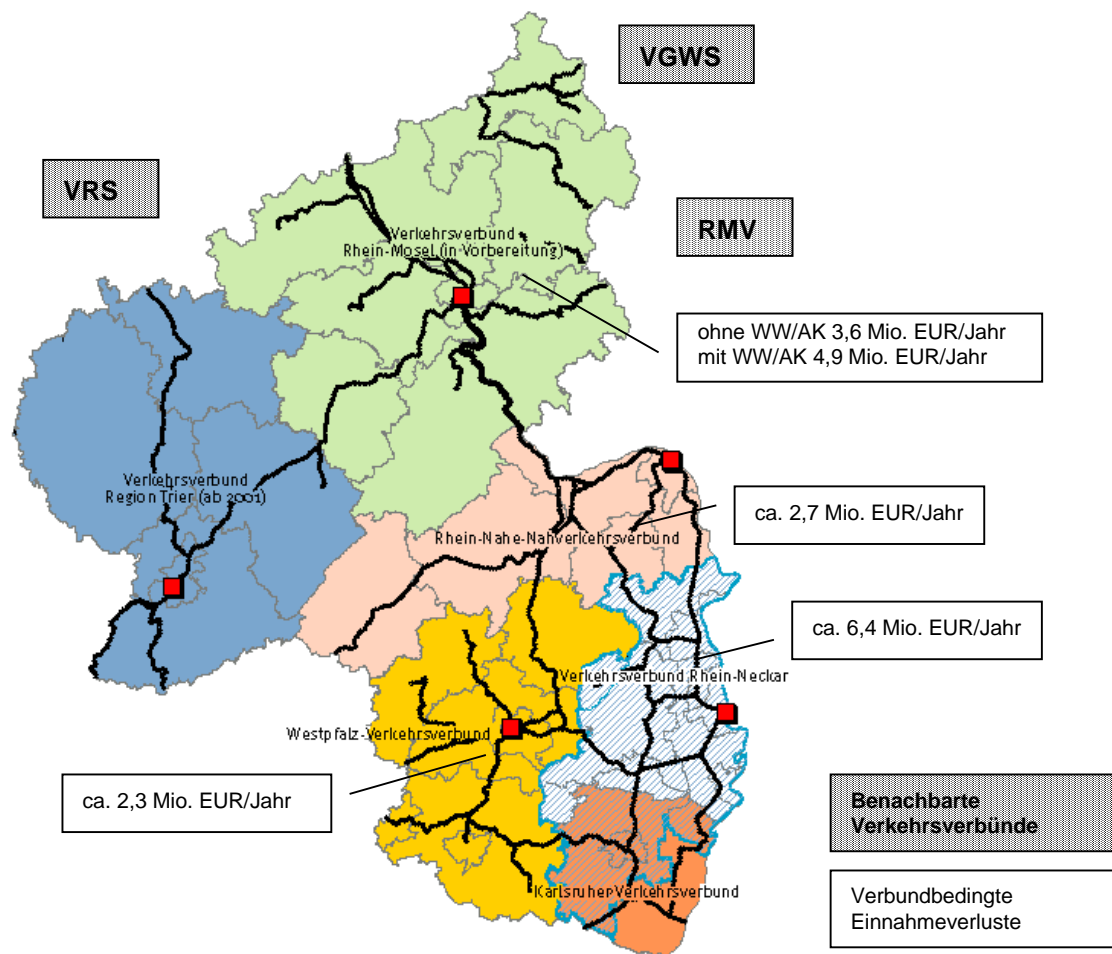 VGWS
VRS
RMV
Verkehrsverbund
Rhein-Mosel (in Vorbereitung)
ohne WW/AK 3,6 Mio. EUR/Jahr
mit WW/AK 4,9 Mio. EUR/Jahr
Verkehrsverbund
Region Trier (ab 2001)
ca. 2,7 Mio. EUR/Jahr
Rhein-Nahe-Nahverkehrsverbund
ca. 6,4 Mio. EUR/Jahr
Verkehrsverbund Rhein-Neckar
Westpfalz-Verkehrsverbund
ca. 2,3 Mio. EUR/Jahr
Benachbarte
Verkehrsverbünde
Karlsruher Verkehrsverbund
Verbundbedingte
Einnahmeverluste